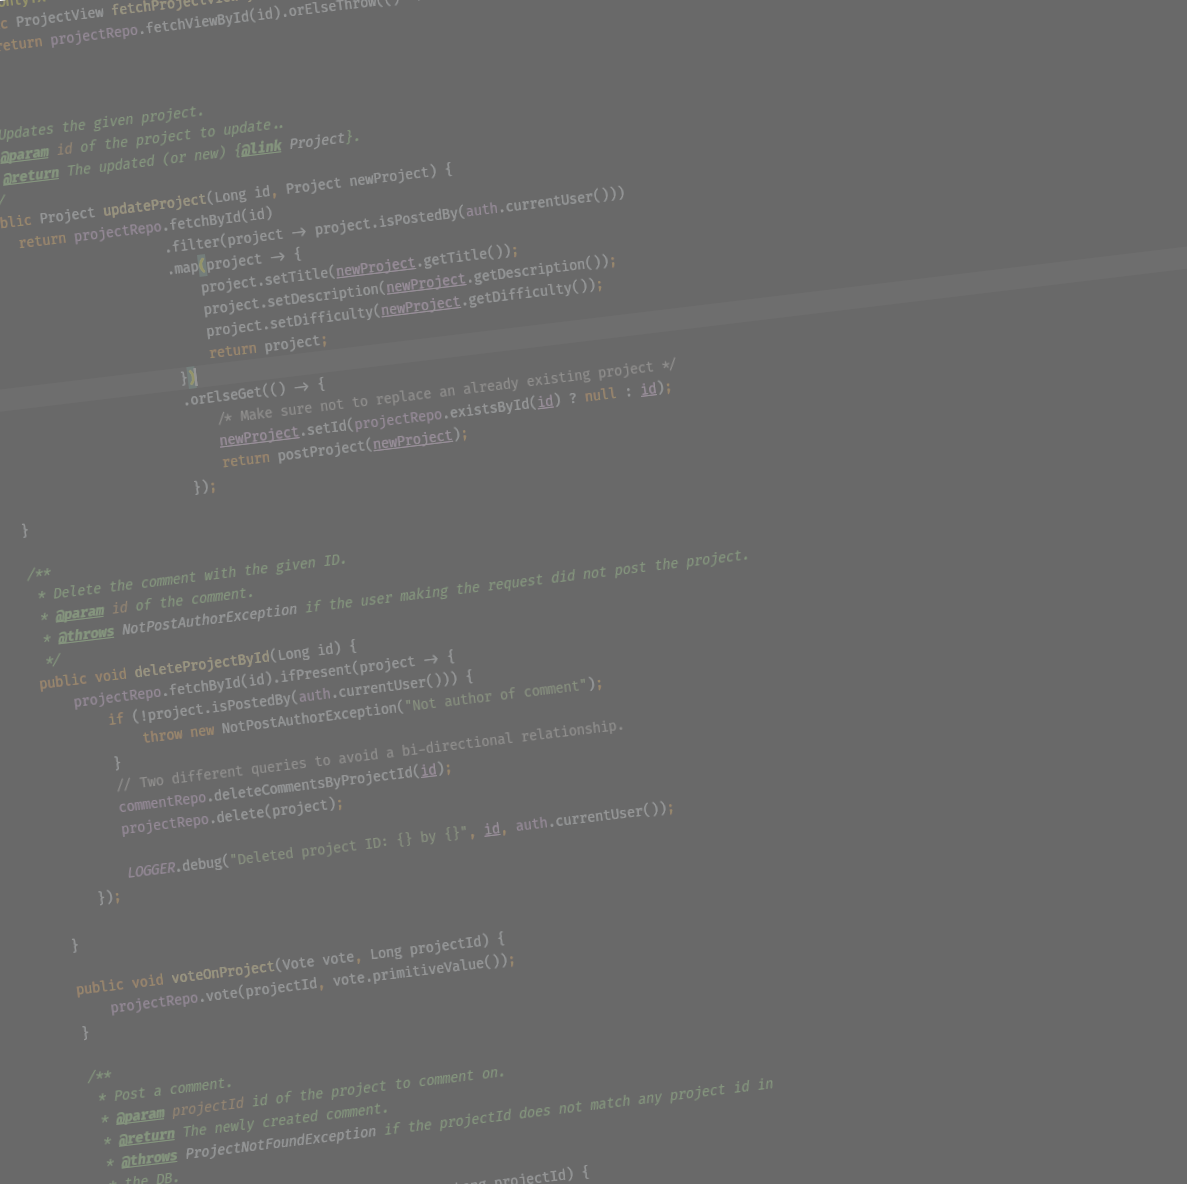 ProjectView
return projectRepo.fetchViewById(id).orElseThrow(()
Updates the given project.
@param id of the project to update..
@return The updated (or new) {@link Project}.
/
blic Project updateProject(Long id, Project newProject) {
return projectRepo.fetchById(id)
.filter(project -> project.isPostedBy(auth.currentUser()))
.map(project -> {
project.setTitle(newProject.getTitle());
project.setDescription(newProject.getDescription());
project.setDifficulty(newProject.getDifficulty());
return project;
})
.orElseGet(() -> {
/* Make sure not to replace an already existing project */
newProject.setId(projectRepo.existsById(id) ? null : id);
return postProject(newProject);
});
}
/**
* Delete the comment with the given ID.
* @param id of the comment.
* @throws NotPostAuthorException if the user making the request did not post the project.
*/
public void deleteProjectById(Long id) {
projectRepo.fetchById(id).ifPresent(project -> {
if (!project.isPostedBy(auth.currentUser())) {
throw new NotPostAuthorException("Not author of comment");
}
// Two different queries to avoid a bi-directional relationship.
commentRepo.deleteCommentsByProjectId(id);
projectRepo.delete(project);
LOGGER.debug("Deleted project ID: {} by {}", id, auth.currentUser());
});
}
public void voteOnProject(Vote vote, Long projectId) {
projectRepo.vote(projectId, vote.primitiveValue());
}
/**
* Post a comment.
* @param projectId id of the project to comment on.
* @return The newly created comment.
* @throws ProjectNotFoundException if the projectId does not match any project id in
* the DB.
projectId) {